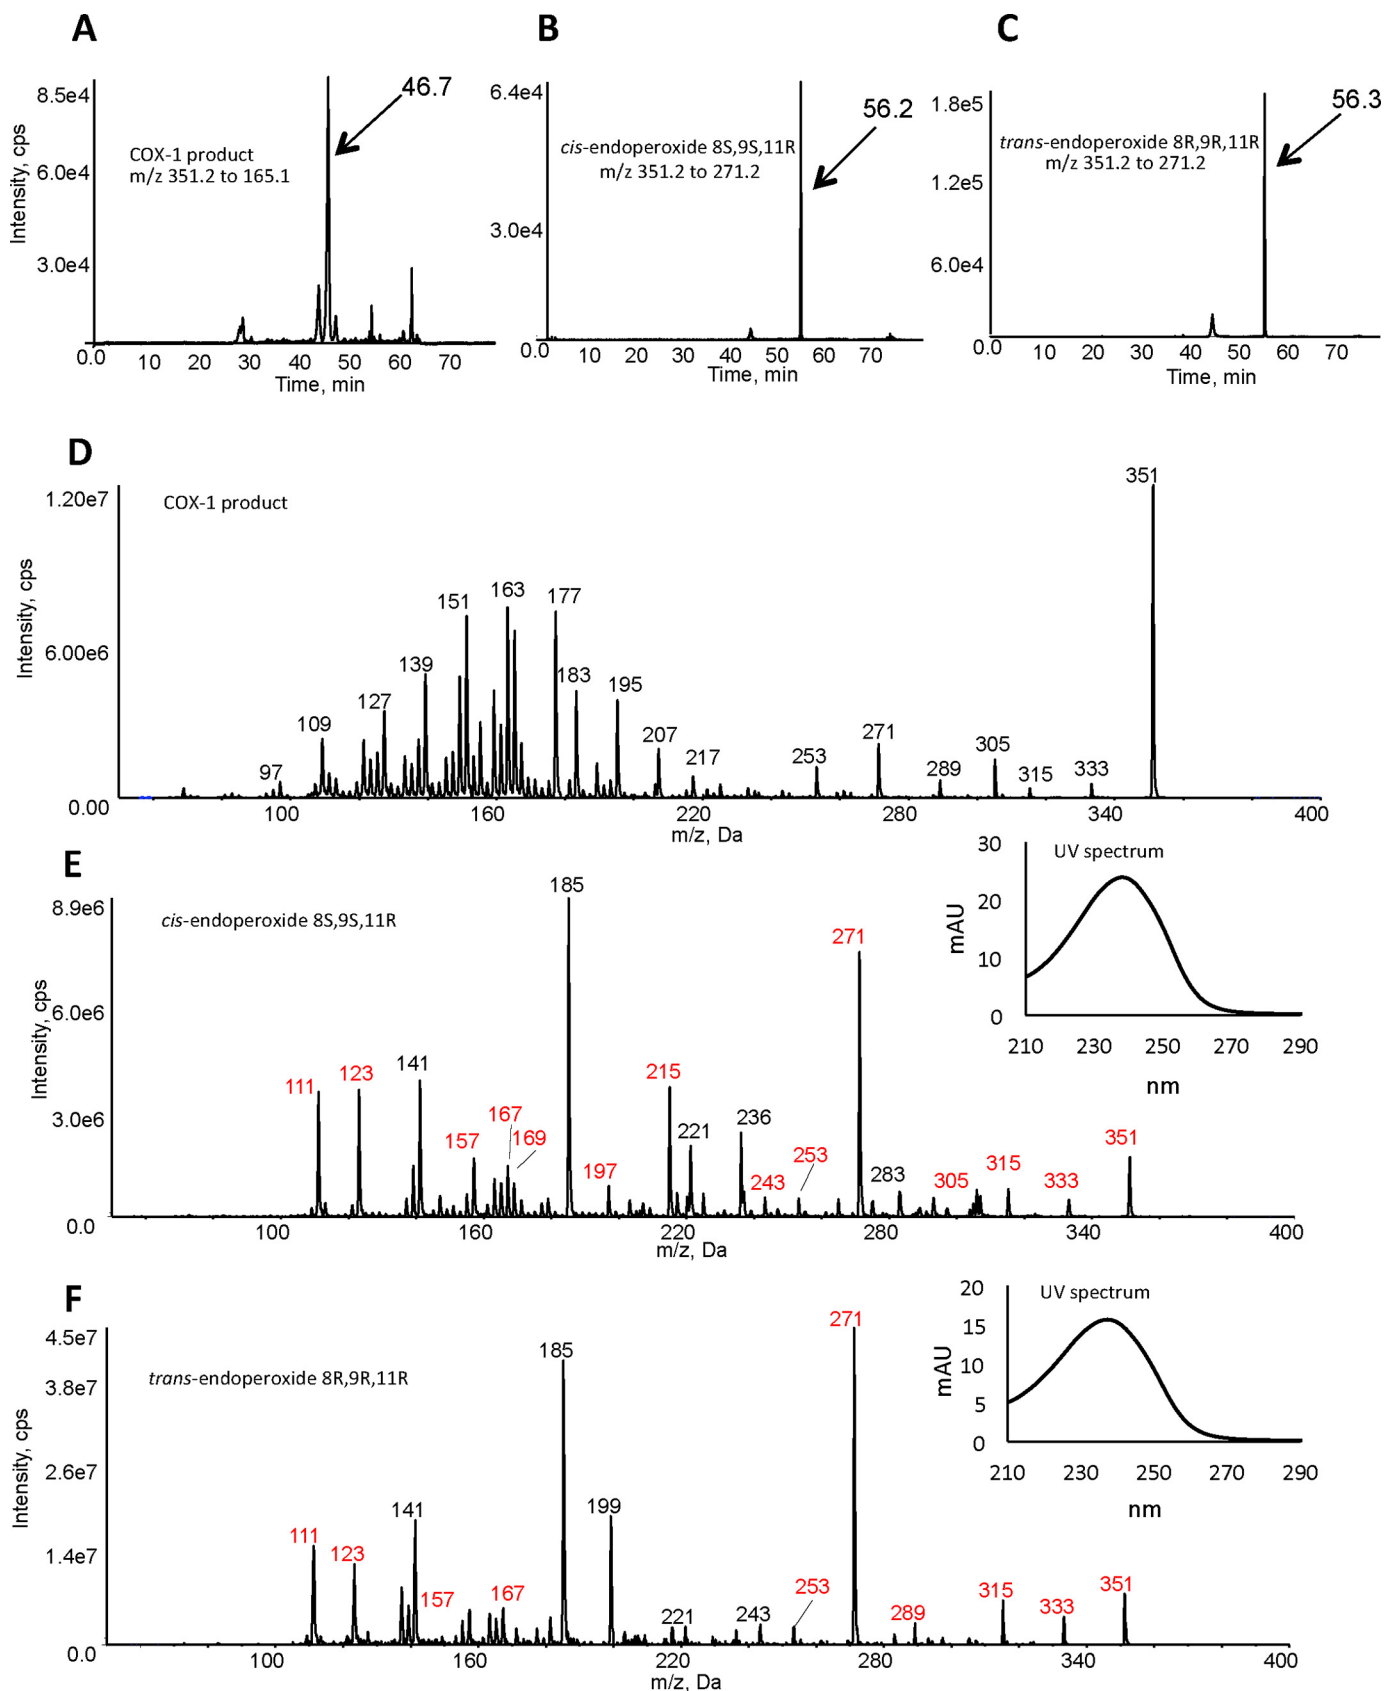 A
8.5e4
6.0e4
3.0e4
Intensity, cps
46.7
COX-1 product
m/z 351.2 to 165.1
0.0 10 20 30 40 50 60 70
Time, min
B
6.4e4
3.0e4
0.0
56.2
cis-endoperoxide 8S,9S,11R
m/z 351.2 to 271.2
10 20 30 40 50 60 70
Time, min
C
1.8e5
1.2e5
6.0e4
56.3
trans-endoperoxide 8R,9R,11R
m/z 351.2 to 271.2
0.0 10 20 30 40 50 60 70
Time, min
D
1.20e7
6.00e6
0.00
Intensity, cps
COX-1 product
97 109 127 139 151 163 177 183 195 207 217 253 271 289 305 315 333 351
100 160 220 280 340 400
m/z, Da
E
8.9e6
6.0e6
3.0e6
0.0
Intensity, cps
cis-endoperoxide 8S,9S,11R
111 123 141 157 167 169 185 197 215 221 236 243 253 271 283 305 315 333 351
100 160 220 280 340 400
m/z, Da
UV spectrum
30
20
10
0
mAU
210 230 250 270 290
nm
F
4.5e7
3.8e7
2.6e7
1.4e7
0.0
Intensity, cps
trans-endoperoxide 8R,9R,11R
111 123 141 157 167 185 199 221 243 253 271 289 315 333 351
100 160 220 280 340 400
m/z, Da
UV spectrum
20
15
10
5
0
mAU
210 230 250 270 290
nm